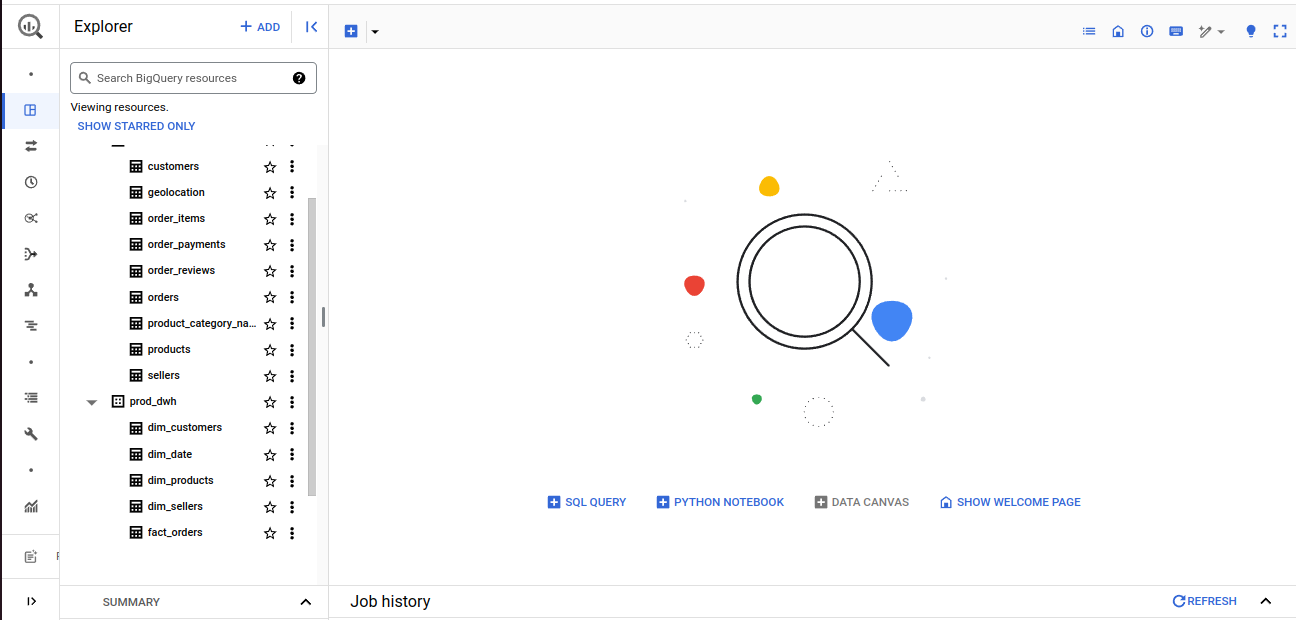 Explorer
ADD
Search BigQuery resources
Viewing resources.
SHOW STARRED ONLY
customers
geolocation
order_items
order_payments
order_reviews
orders
product_category_na...
products
sellers
prod_dwh
dim_customers
dim_date
dim_products
dim_sellers
fact_orders
SUMMARY
SQL QUERY
PYTHON NOTEBOOK
DATA CANVAS
SHOW WELCOME PAGE
Job history
REFRESH